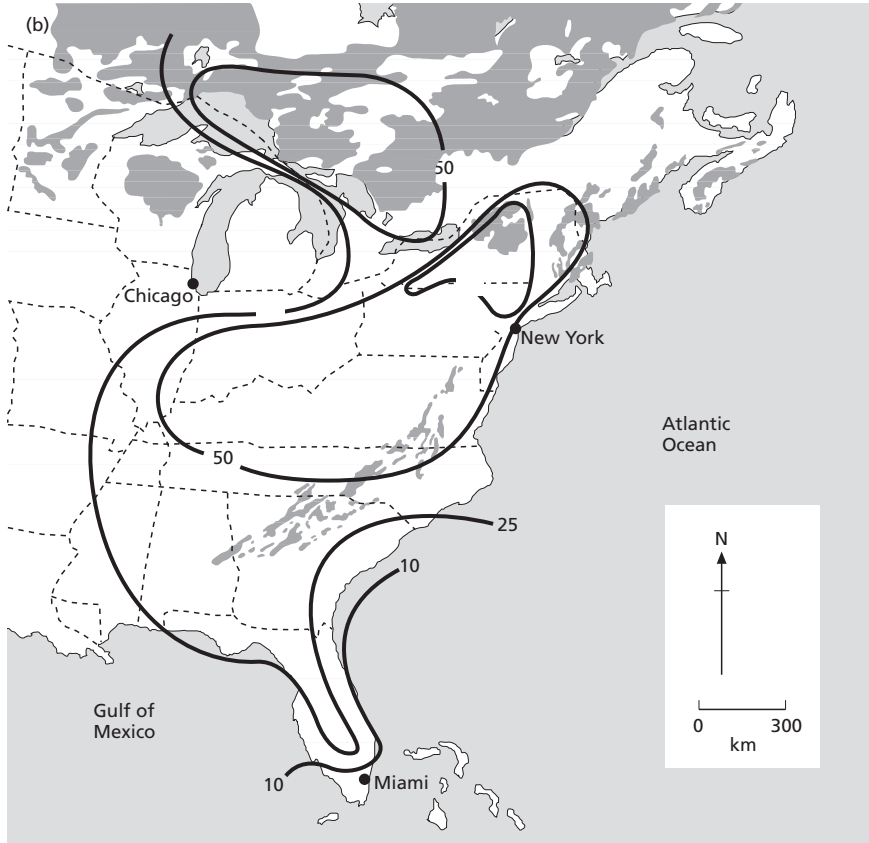 (b)
50
Chicago
New York
50
Atlantic
Ocean
25
N
10
Gulf of
Mexico
0 300
km
10
Miami